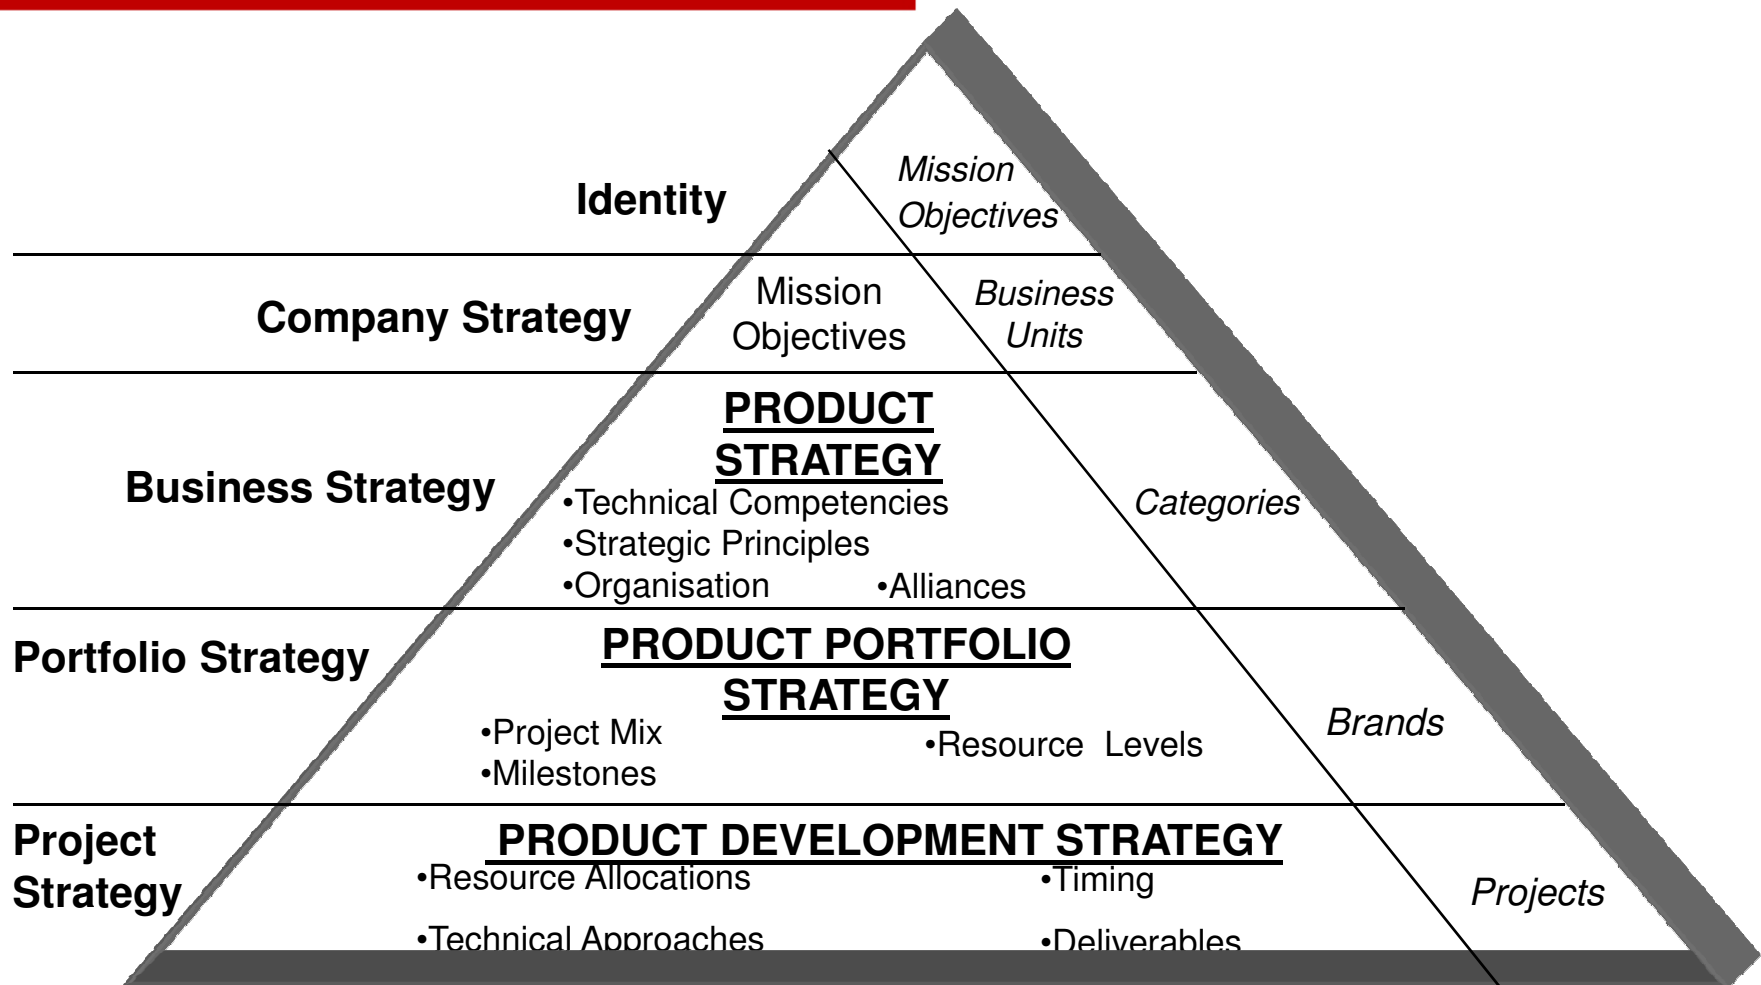 Mission
Objectives
Identity
Company Strategy
Mission
Objectives
Business
Units
Business Strategy
PRODUCT
STRATEGY
•Technical Competencies
•Strategic Principles
•Organisation •Alliances
Categories
Portfolio Strategy
PRODUCT PORTFOLIO
STRATEGY
•Project Mix
•Milestones
•Resource Levels
Brands
Project
Strategy
PRODUCT DEVELOPMENT STRATEGY
•Resource Allocations •Timing
•Technical Approaches •Deliverables
Projects